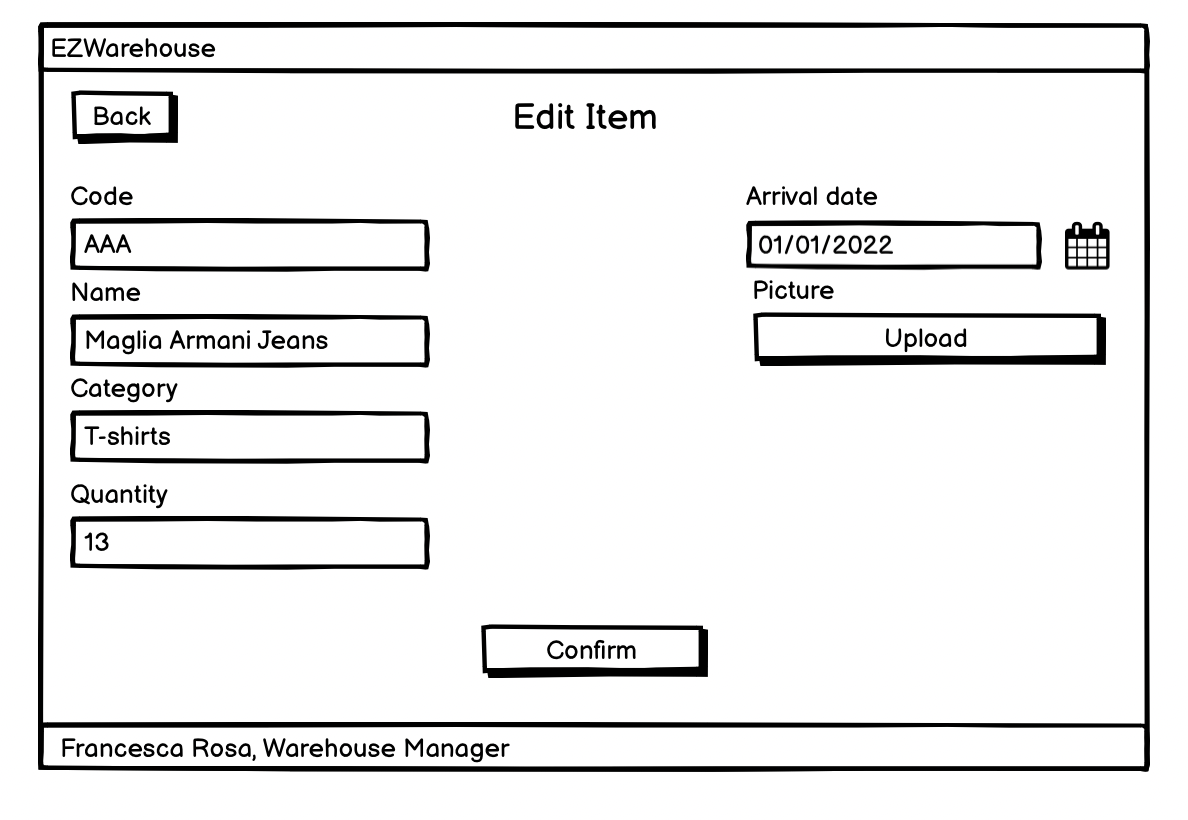 EZWarehouse
Back
Edit Item
Code
AAA
Name
Maglia Armani Jeans
Category
T-shirts
Quantity
13
Arrival date
01/01/2022
Picture
Upload
Confirm
Francesca Rosa, Warehouse Manager